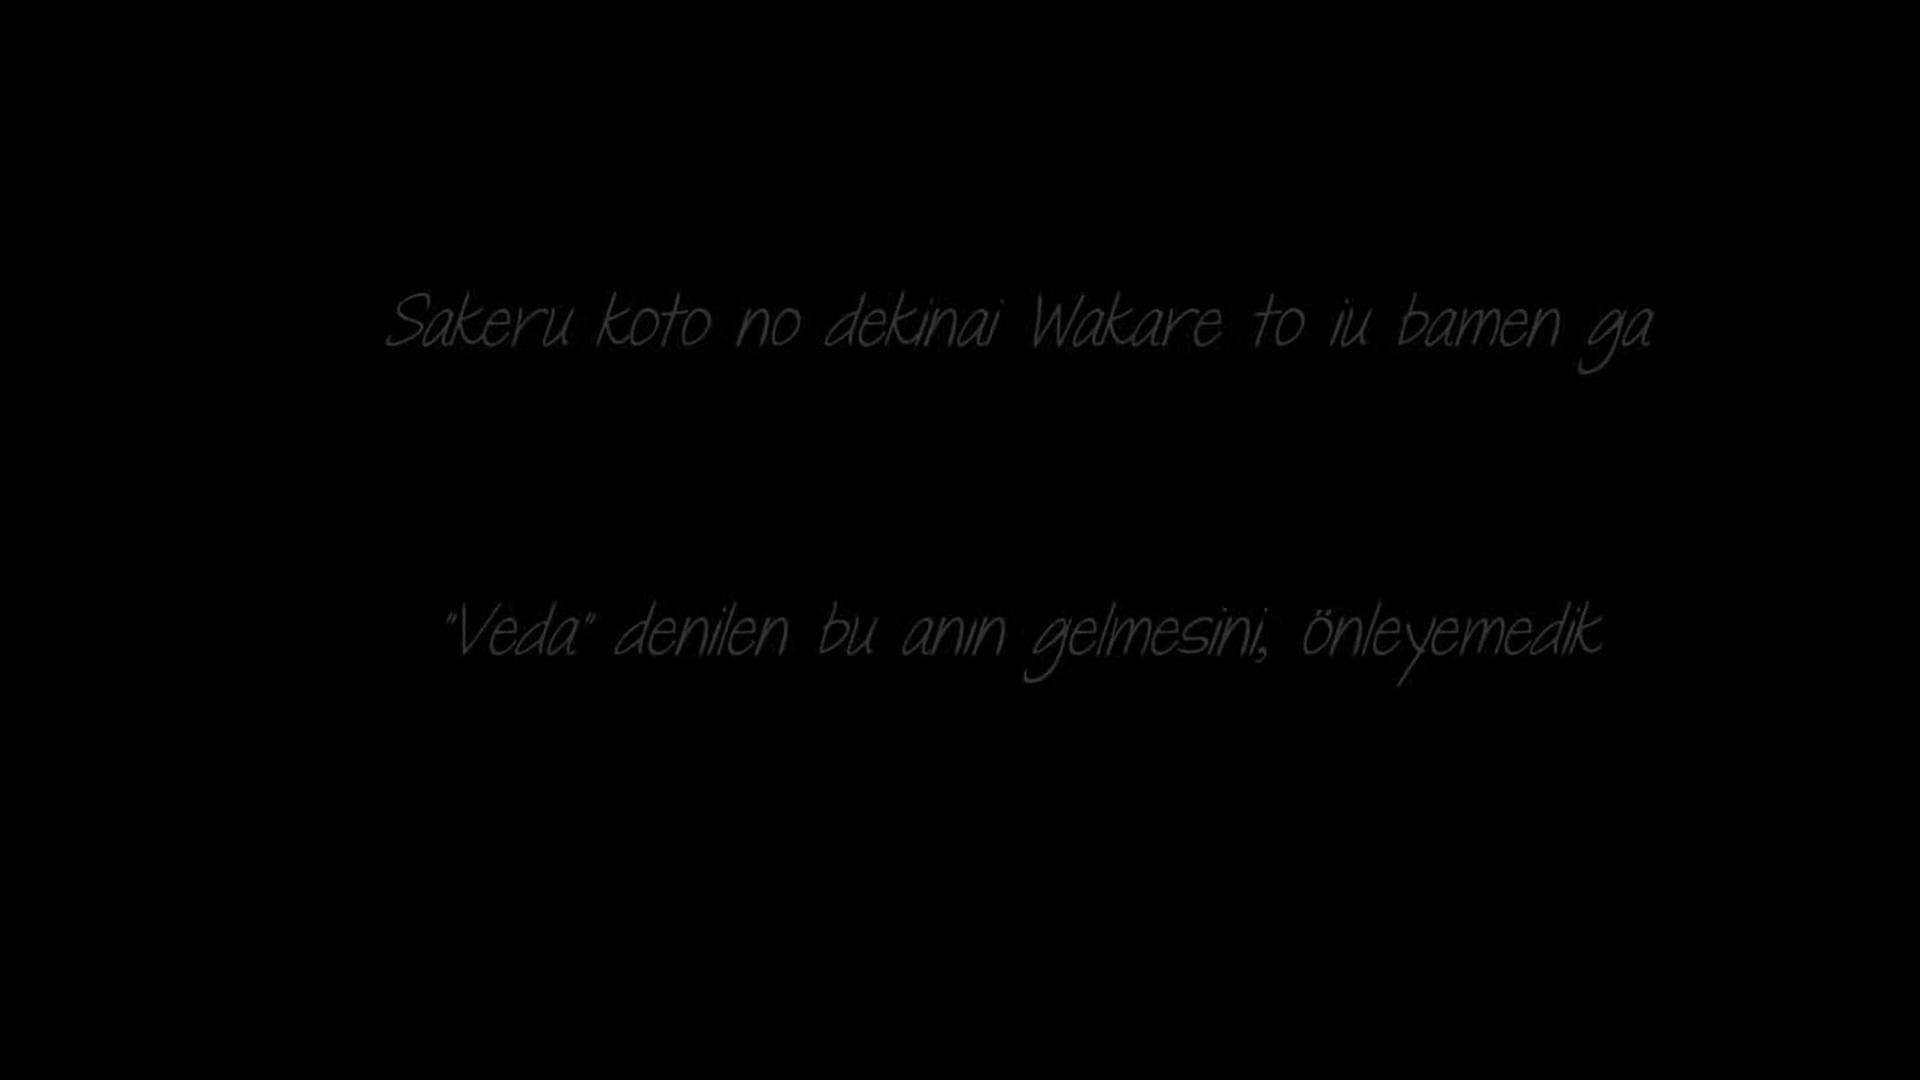 Sakeru koto no dekinai Wakare to iu bamen ga
"Veda" denilen bu anın gelmesini, önleyemedik